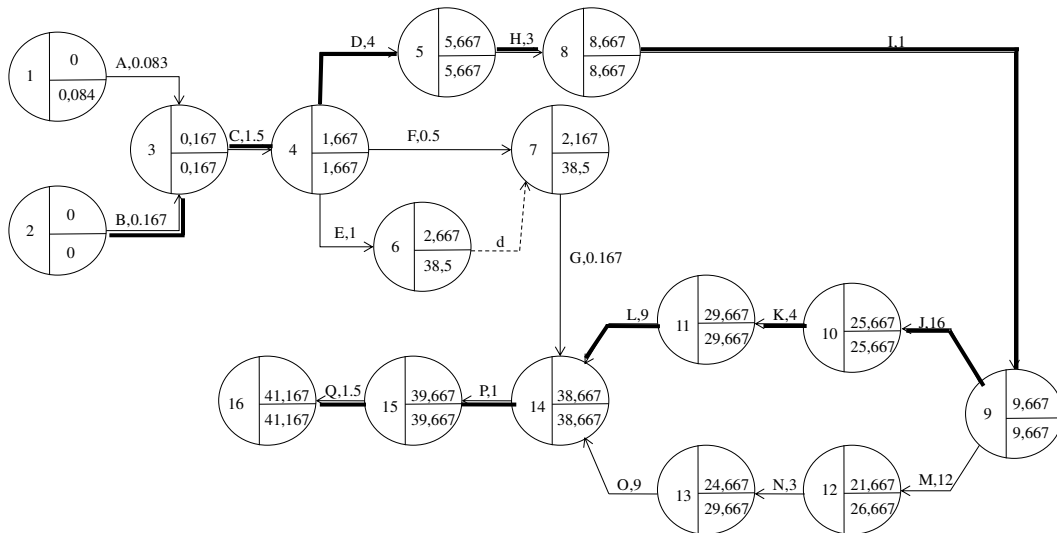 D,4
5
5,667
5,667
H,3
8
8,667
8,667
I,1
1
0
0,084
A,0.083
3
0,167
0,167
C,1.5
4
1,667
1,667
F,0.5
7
2,167
38,5
2
0
0
B,0.167
E,1
6
2,667
38,5
d
G,0.167
L,9
11
29,667
29,667
K,4
10
25,667
25,667
J,16
16
41,167
41,167
Q,1.5
15
39,667
39,667
P,1
14
38,667
38,667
9
9,667
9,667
O,9
13
24,667
29,667
N,3
12
21,667
26,667
M,12